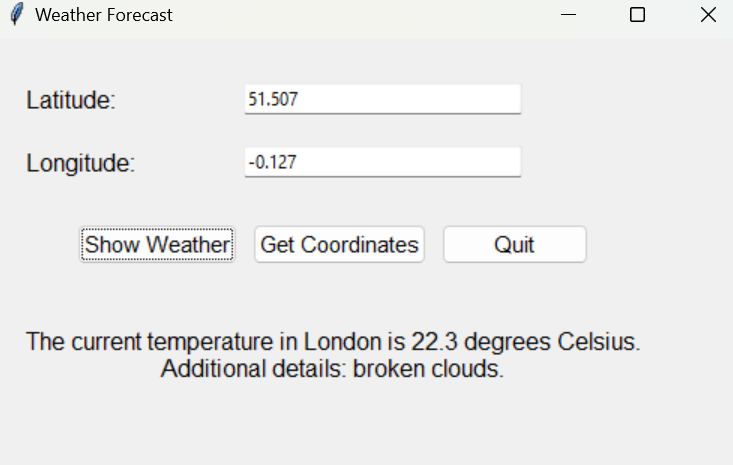 Weather Forecast
Latitude: 51.507
Longitude: -0.127
Show Weather Get Coordinates Quit
The current temperature in London is 22.3 degrees Celsius.
Additional details: broken clouds.